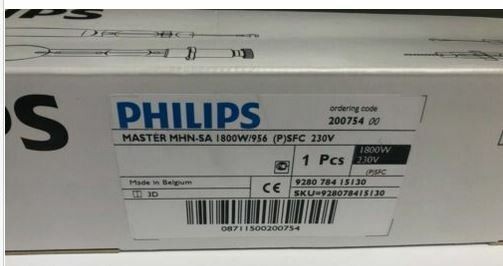 PHILIPS
ordering code
200754 00
MASTER MHN-SA 1800W/956 (P)SFC 230V
1 Pcs
1800W
230V
(P)SFC
Made in Belgium
3D
CE
9280 784 15130
SKU=928078415130
08711500200754